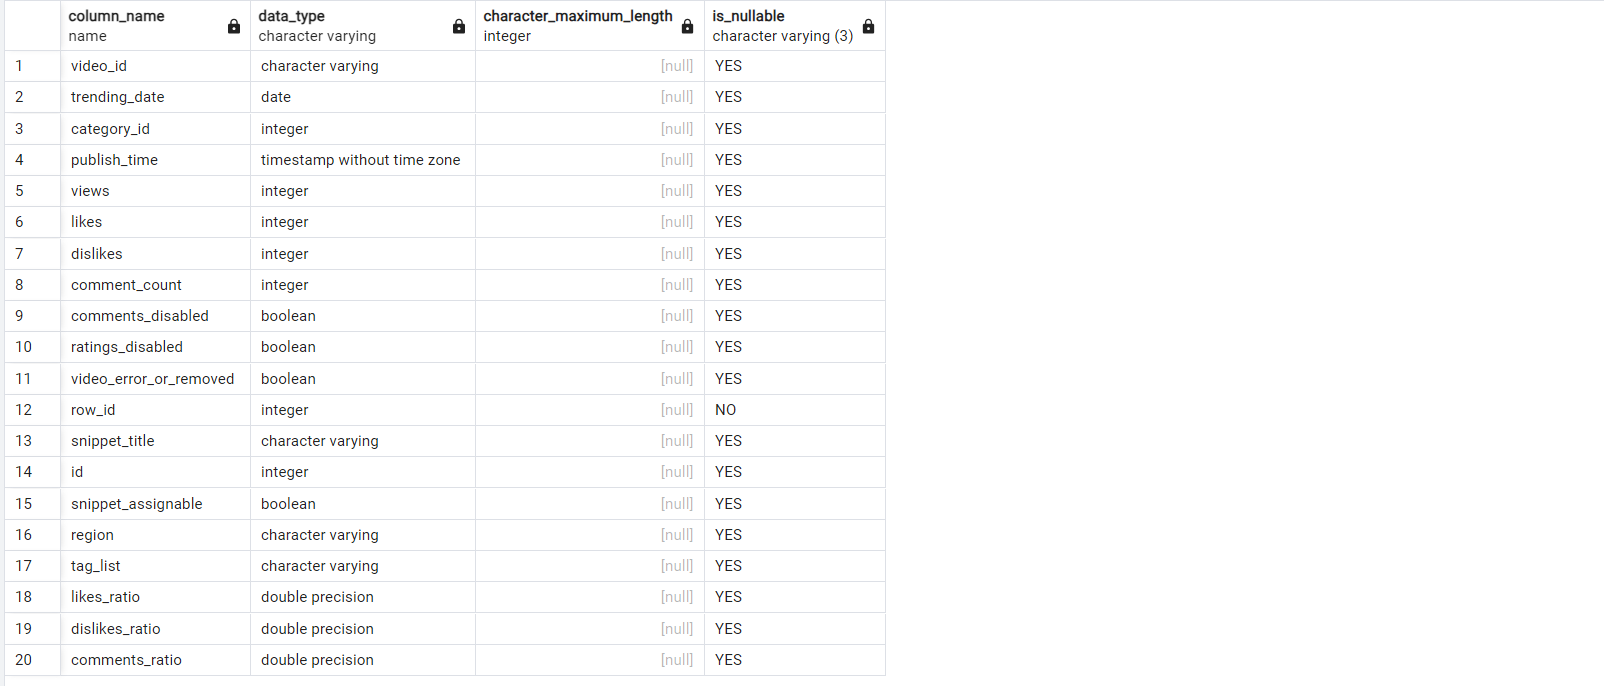 column_name data_type character_maximum_length is_nullable
name character varying integer character varying (3)
1 video_id character varying [null] YES
2 trending_date date [null] YES
3 category_id integer [null] YES
4 publish_time timestamp without time zone [null] YES
5 views integer [null] YES
6 likes integer [null] YES
7 dislikes integer [null] YES
8 comment_count integer [null] YES
9 comments_disabled boolean [null] YES
10 ratings_disabled boolean [null] YES
11 video_error_or_removed boolean [null] YES
12 row_id integer [null] NO
13 snippet_title character varying [null] YES
14 id integer [null] YES
15 snippet_assignable boolean [null] YES
16 region character varying [null] YES
17 tag_list character varying [null] YES
18 likes_ratio double precision [null] YES
19 dislikes_ratio double precision [null] YES
20 comments_ratio double precision [null] YES